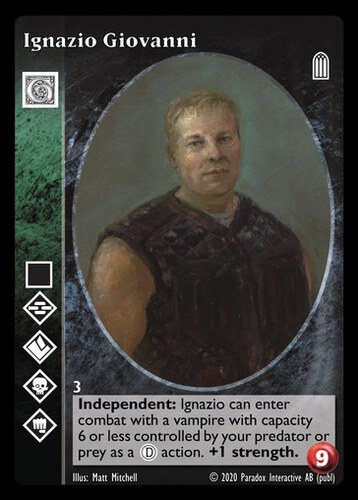 Ignazio Giovanni
3
Independent: Ignazio can enter
combat with a vampire with capacity
6 or less controlled by your predator or
prey as a Ⓓ action. +1 strength.
9
Illus: Matt Mitchell
© 2020 Paradox Interactive AB (publ)